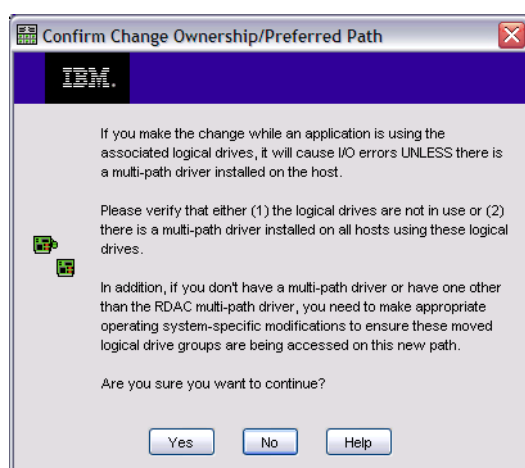 Confirm Change Ownership/Preferred Path
IBM.
If you make the change while an application is using the
associated logical drives, it will cause I/O errors UNLESS there is
a multi-path driver installed on the host.
Please verify that either (1) the logical drives are not in use or (2)
there is a multi-path driver installed on all hosts using these logical
drives.
In addition, if you don't have a multi-path driver or have one other
than the RDAC multi-path driver, you need to make appropriate
operating system-specific modifications to ensure these moved
logical drive groups are being accessed on this new path.
Are you sure you want to continue?
Yes No Help